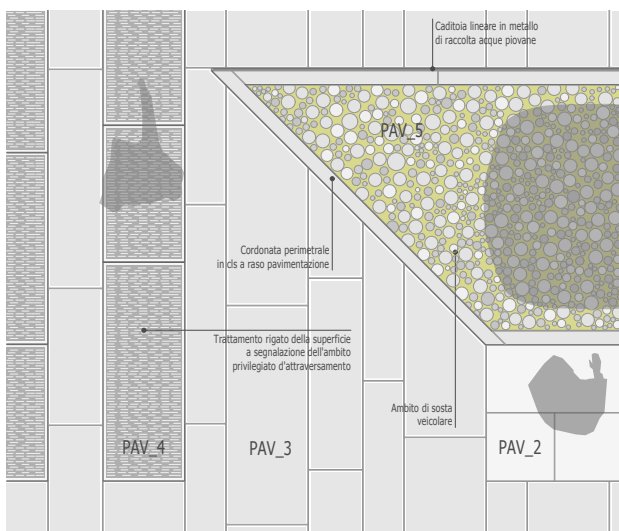 Caditoia lineare in metallo
di raccolta acque piovane
PAV_5
Cordonata perimetrale
in cls a raso pavimentazione
Trattamento rigato della superficie
a segnalazione dell'ambito
privilegiato d'attraversamento
Ambito di sosta
veicolare
PAV_4
PAV_3
PAV_2